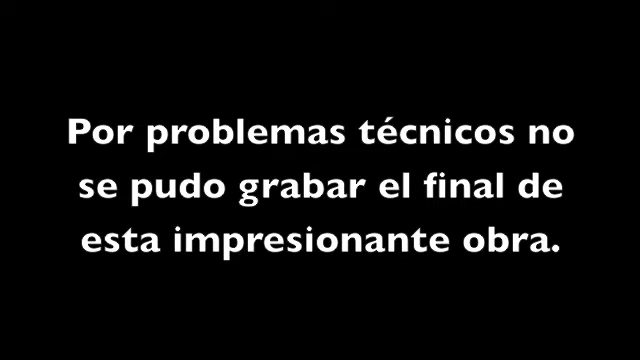 Por problemas técnicos no
se pudo grabar el final de
esta impresionante obra.